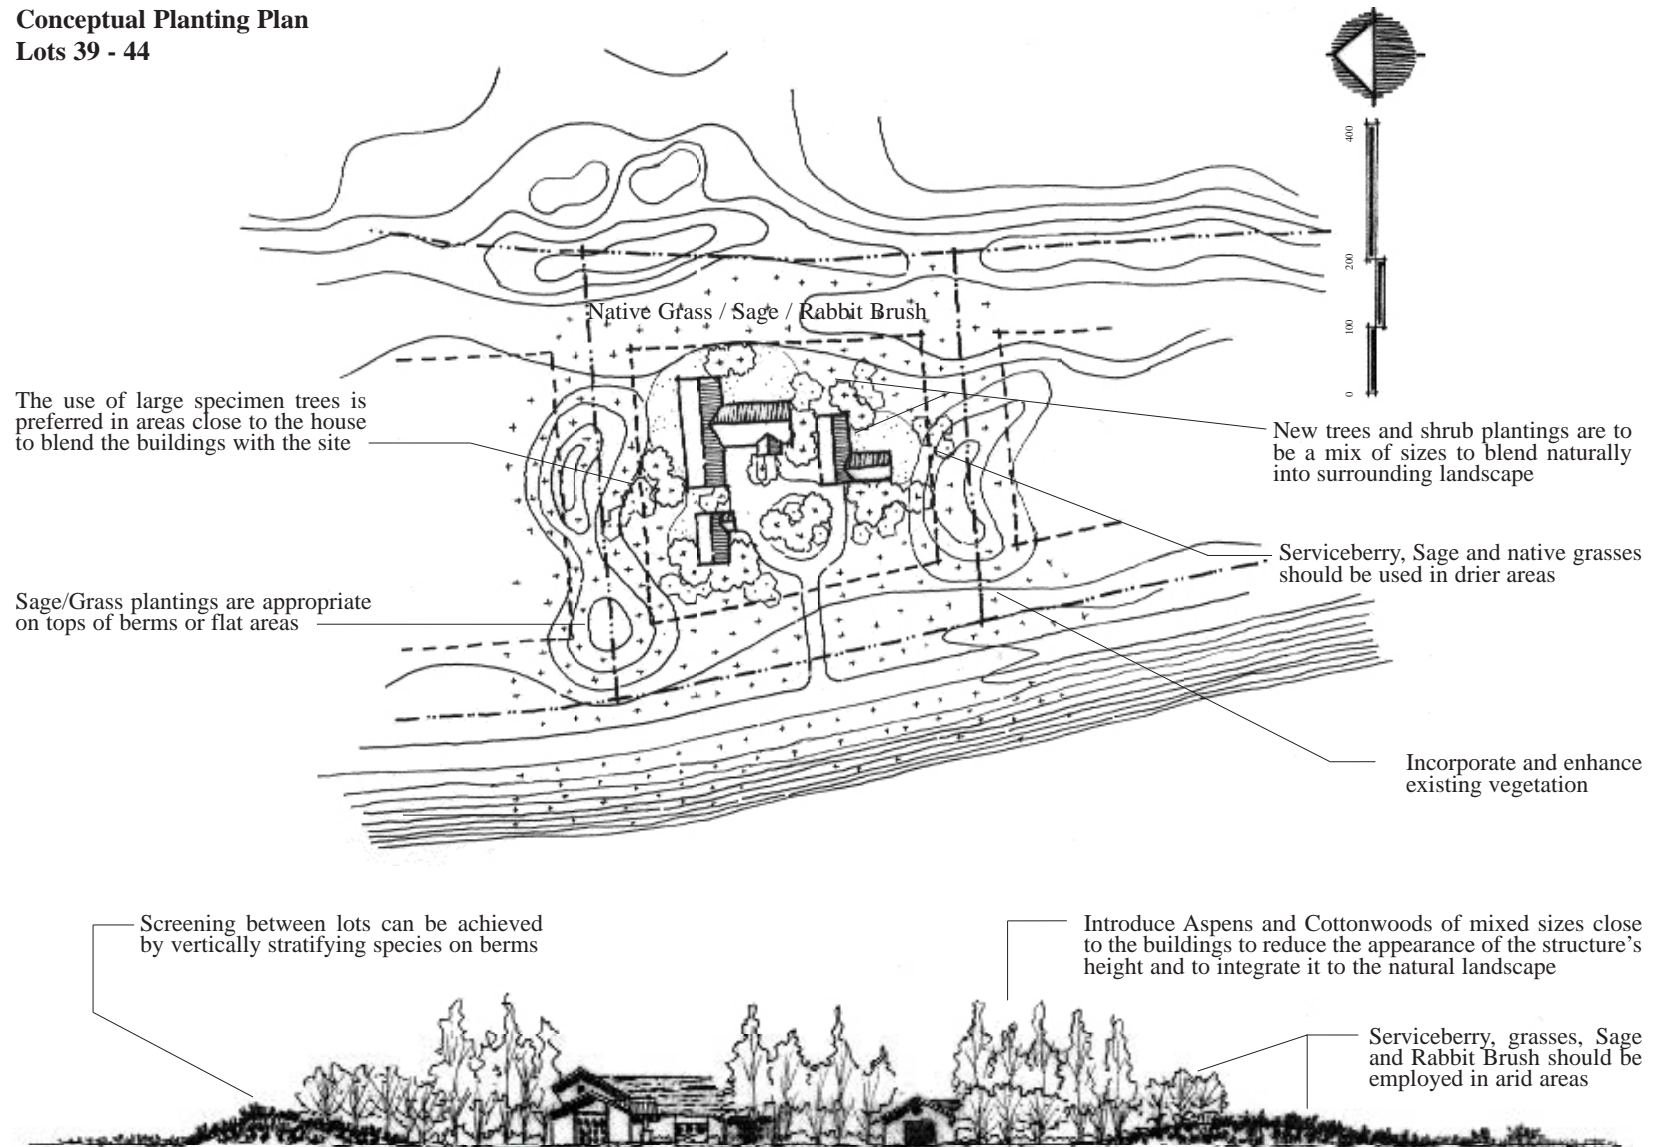 Conceptual Planting Plan
Lots 39 - 44
400
200
100
0
Native Grass / Sage / Rabbit Brush
The use of large specimen trees is
preferred in areas close to the house
to blend the buildings with the site
New trees and shrub plantings are to
be a mix of sizes to blend naturally
into surrounding landscape
Serviceberry, Sage and native grasses
should be used in drier areas
Sage/Grass plantings are appropriate
on tops of berms or flat areas
Incorporate and enhance
existing vegetation
Screening between lots can be achieved
by vertically stratifying species on berms
Introduce Aspens and Cottonwoods of mixed sizes close
to the buildings to reduce the appearance of the structure's
height and to integrate it to the natural landscape
Serviceberry, grasses, Sage
and Rabbit Brush should be
employed in arid areas